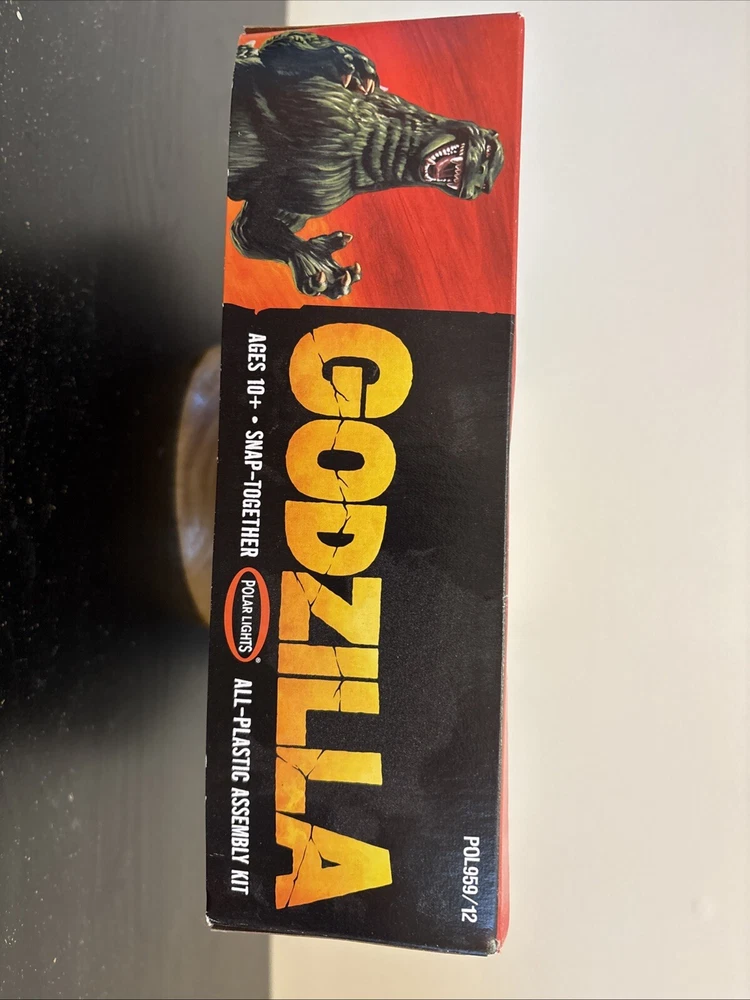 POL959/12
GODZILLA
AGES 10+ • SNAP-TOGETHER POLAR LIGHTS® ALL-PLASTIC ASSEMBLY KIT